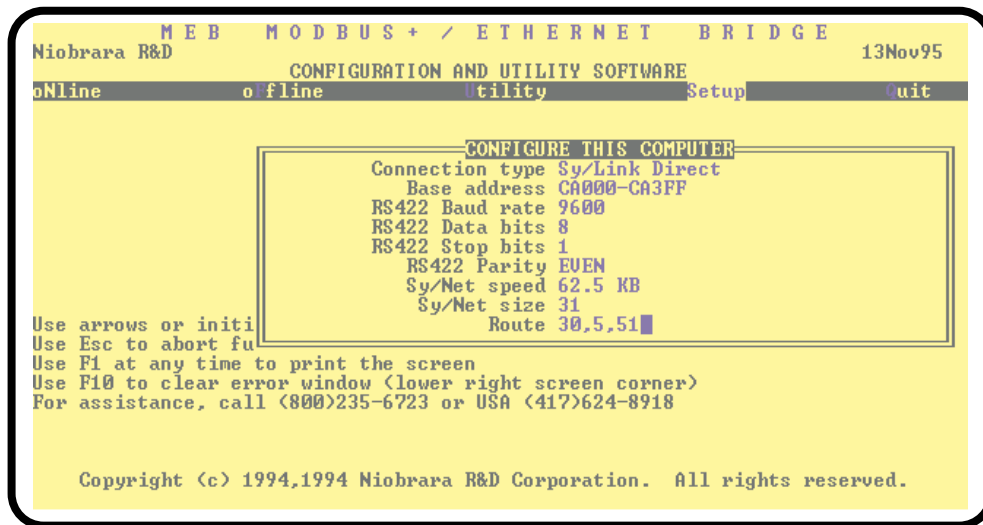 MEB MODBUS+ / ETHERNET BRIDGE
Niobrara R&D 13Nov95
CONFIGURATION AND UTILITY SOFTWARE
oNline oFfline Utility Setup Quit
CONFIGURE THIS COMPUTER
Connection type Sy/Link Direct
Base address CA000-CA3FF
RS422 Baud rate 9600
RS422 Data bits 8
RS422 Stop bits 1
RS422 Parity EVEN
Sy/Net speed 62.5 KB
Sy/Net size 31
Use arrows or initi Route 30,5,51
Use Esc to abort fu
Use F1 at any time to print the screen
Use F10 to clear error window (lower right screen corner)
For assistance, call (800)235-6723 or USA (417)624-8918
Copyright (c) 1994,1994 Niobrara R&D Corporation. All rights reserved.